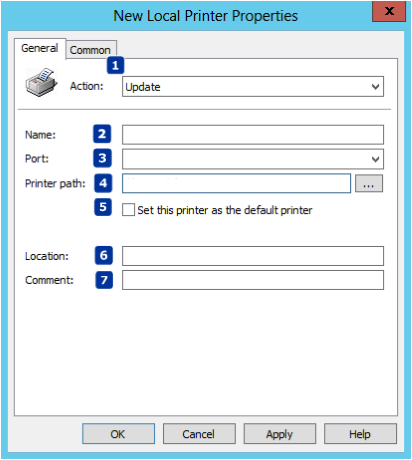 New Local Printer Properties
x
General Common
1
Action: Update
Name: 2
Port: 3
Printer path: 4 ...
5 Set this printer as the default printer
Location: 6
Comment: 7
OK Cancel Apply Help